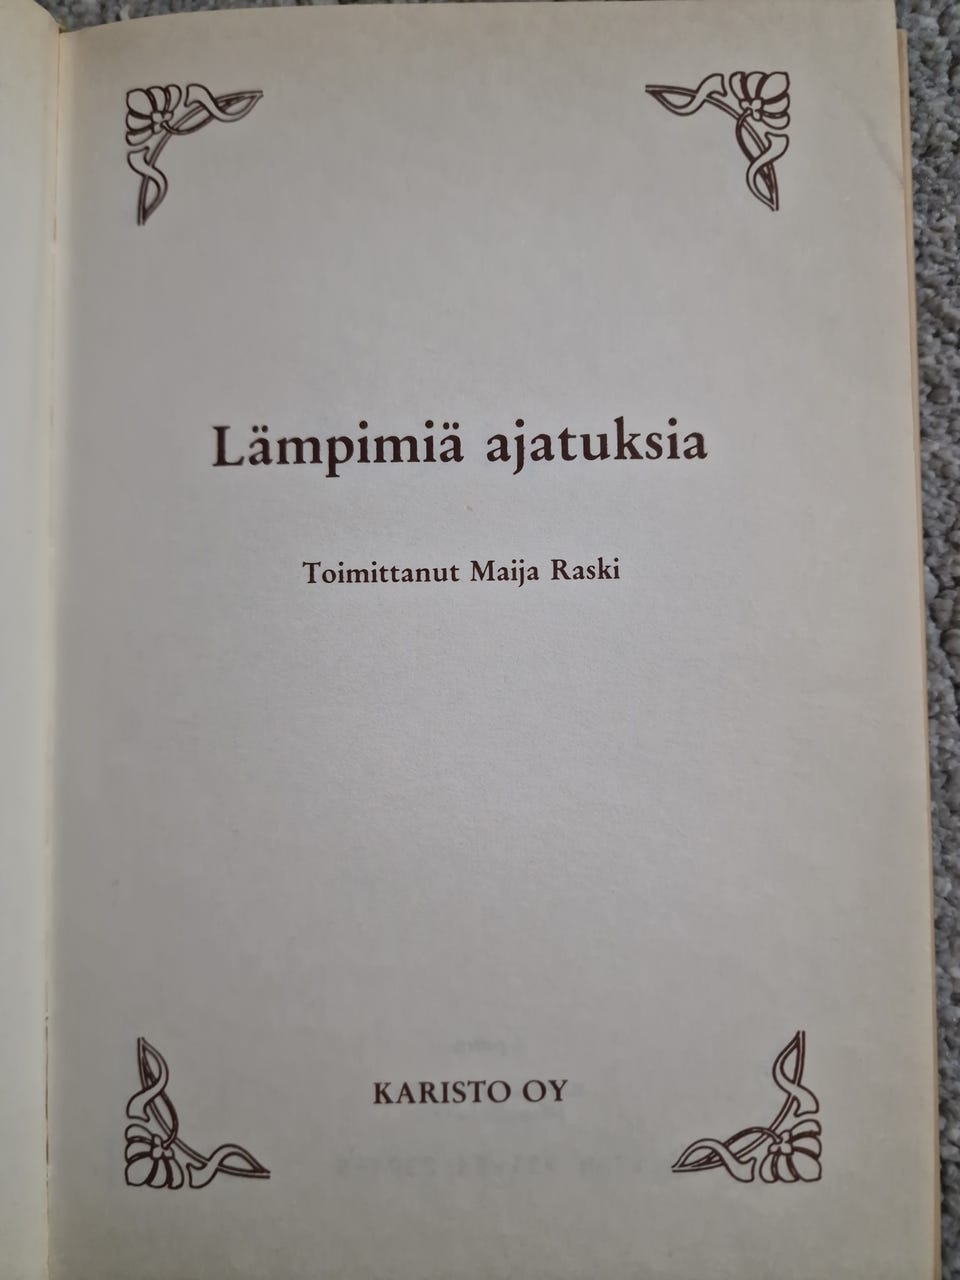 Lämpimiä ajatuksia
Toimittanut Maija Raski
KARISTO OY